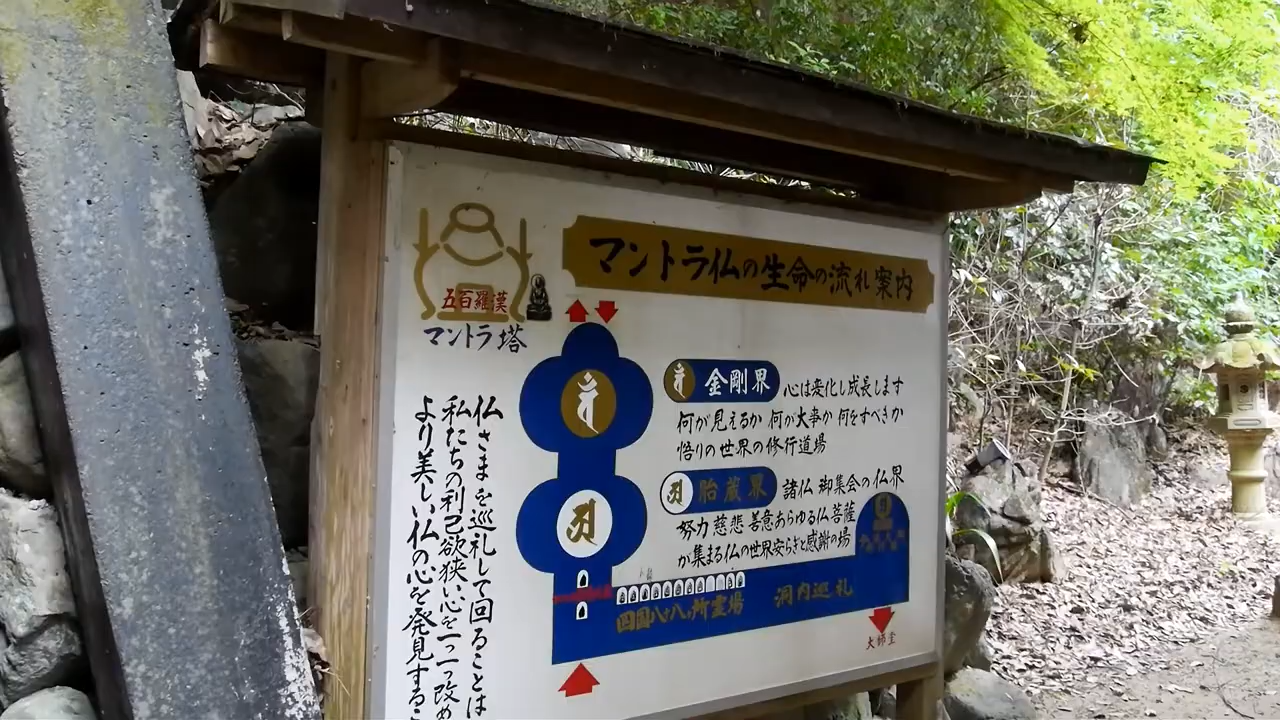 マントラ仏の生命の流礼案内
五百羅漢
マントラ塔
金剛界 心は変化し成長します
何が見えるか 何が大事か 何をすべきか
悟りの世界の修行道場
胎蔵界 諸仏 御集会の仏界
努力 慈悲 善意あらゆる仏菩薩
が集まる仏の世界安らぎと感謝の場
四国八十八ヶ所霊場 洞内巡礼
大師堂
仏さまを巡礼して回ることは
私たちの利己欲狭い心を一つ一つ改め
より美しい仏の心を発見するこ